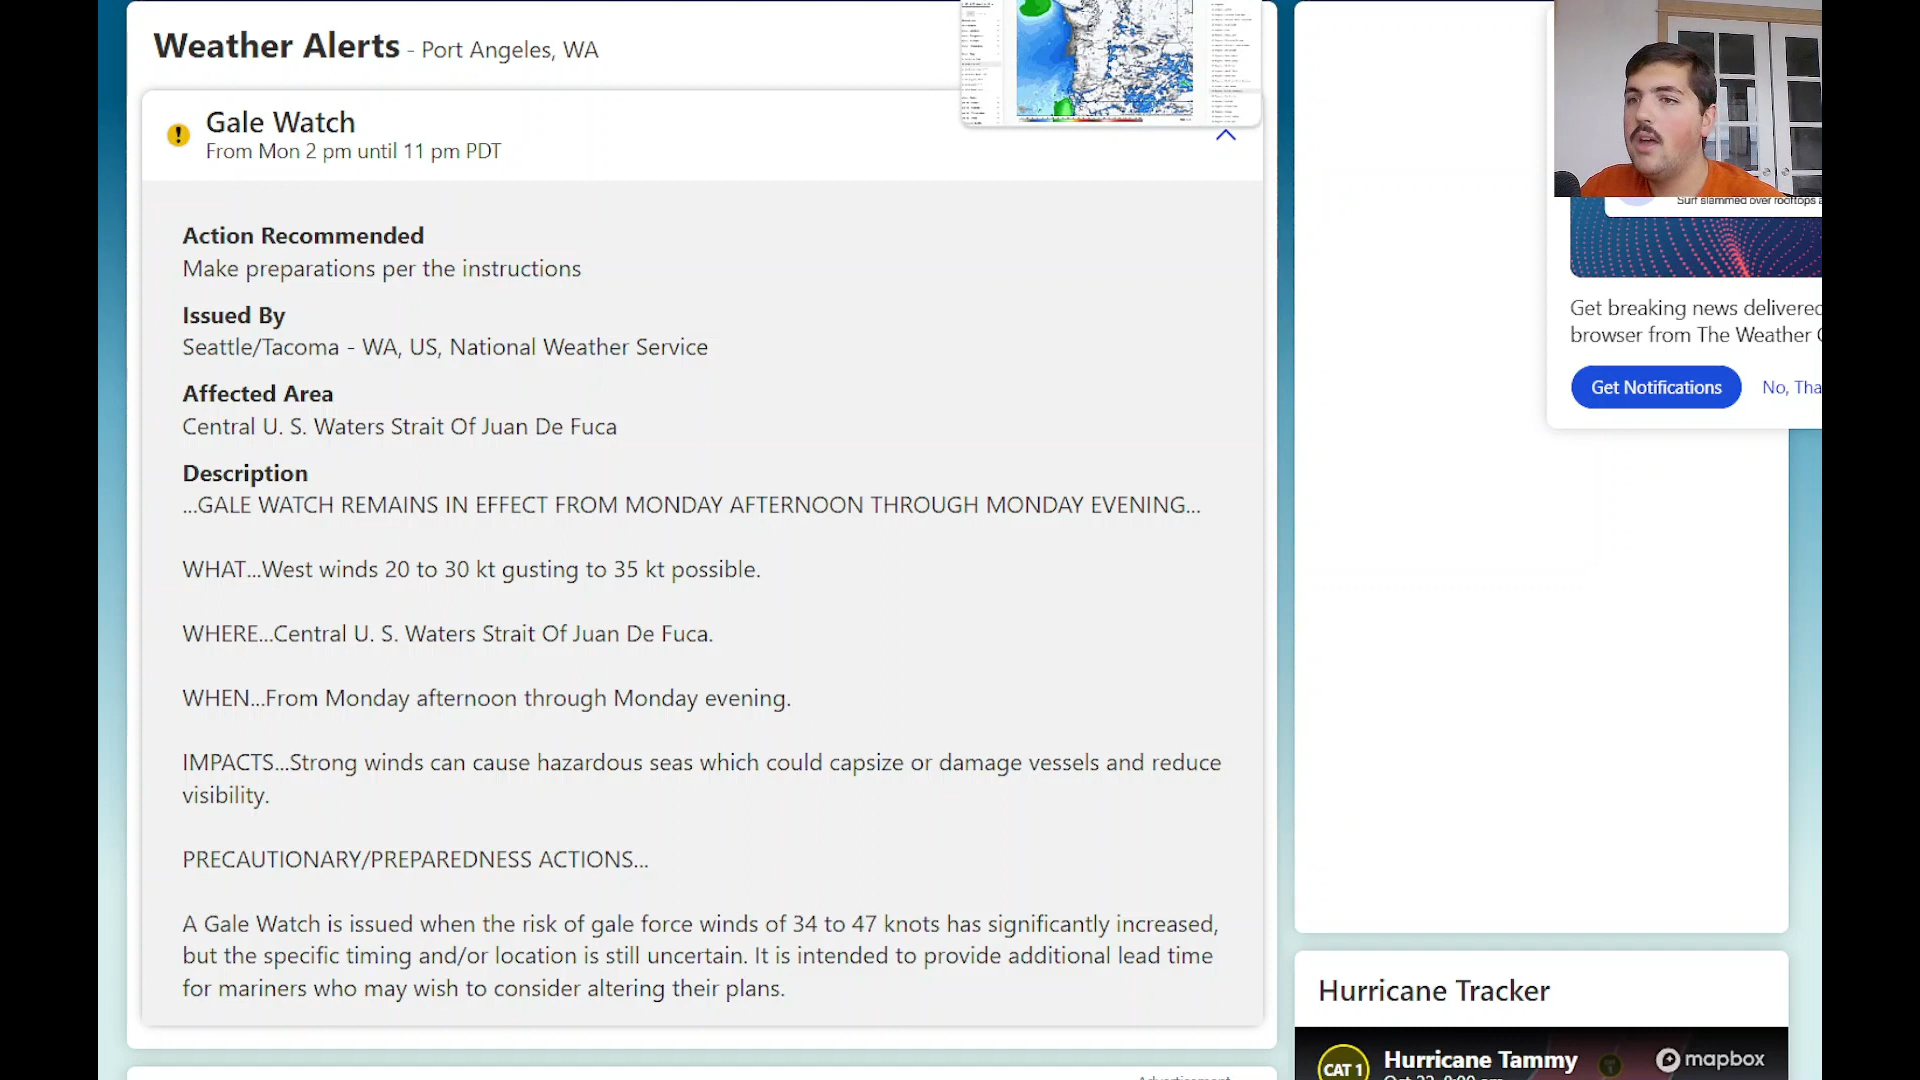 Weather Alerts - Port Angeles, WA
Gale Watch
From Mon 2 pm until 11 pm PDT
Action Recommended
Make preparations per the instructions
Issued By
Seattle/Tacoma - WA, US, National Weather Service
Affected Area
Central U. S. Waters Strait Of Juan De Fuca
Description
...GALE WATCH REMAINS IN EFFECT FROM MONDAY AFTERNOON THROUGH MONDAY EVENING...
WHAT...West winds 20 to 30 kt gusting to 35 kt possible.
WHERE...Central U. S. Waters Strait Of Juan De Fuca.
WHEN...From Monday afternoon through Monday evening.
IMPACTS...Strong winds can cause hazardous seas which could capsize or damage vessels and reduce
visibility.
PRECAUTIONARY/PREPAREDNESS ACTIONS...
A Gale Watch is issued when the risk of gale force winds of 34 to 47 knots has significantly increased,
but the specific timing and/or location is still uncertain. It is intended to provide additional lead time
for mariners who may wish to consider altering their plans.
Surf slammed over rooftops
Get breaking news delivered
browser from The Weather
Get Notifications
No, Tha
Hurricane Tracker
CAT 1
Hurricane Tammy
mapbox